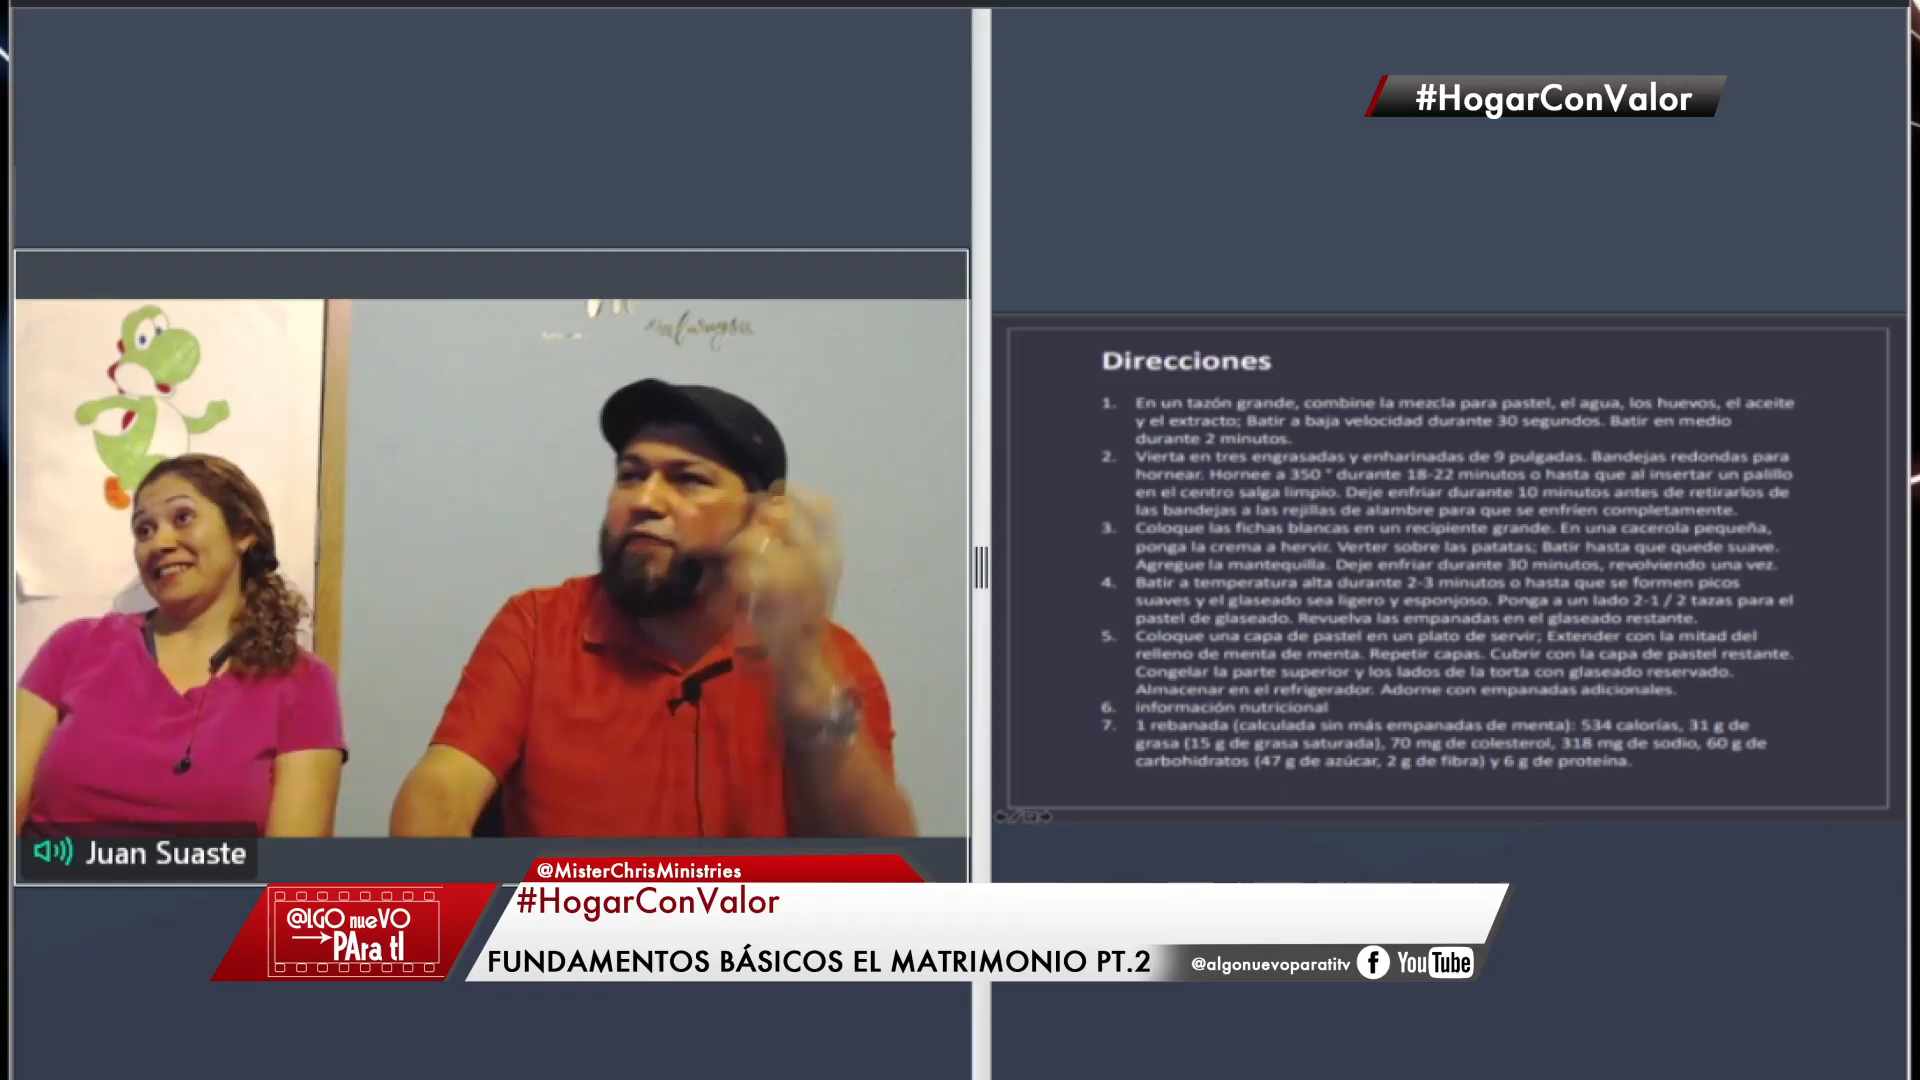 #HogarConValor
Direcciones
1. En un tazón grande, combine la mezcla para pastel, el agua, los huevos, el aceite
y el extracto; Batir a baja velocidad durante 30 segundos. Batir en medio
durante 2 minutos.
2. Vierta en tres engrasadas y enharinadas de 9 pulgadas. Bandejas redondas para
hornear. Hornee a 350 ° durante 18-22 minutos o hasta que al insertar un palillo
en el centro salga limpio. Deje enfriar durante 10 minutos antes de retirarlos de
las bandejas a las rejillas de alambre para que se enfríen completamente.
3. Coloque las fichas blancas en un recipiente grande. En una cacerola pequeña,
ponga la crema a hervir. Verter sobre las patatas; Batir hasta que quede suave.
Agregue la mantequilla. Deje enfriar durante 30 minutos, revolviendo una vez.
4. Batir a temperatura alta durante 2-3 minutos o hasta que se formen picos
suaves y el glaseado sea ligero y esponjoso. Ponga a un lado 2-1 / 2 tazas para el
pastel de glaseado. Revuelva las empanadas en el glaseado restante.
5. Coloque una capa de pastel en un plato de servir; Extender con la mitad del
relleno de menta de menta. Repetir capas. Cubrir con la capa de pastel restante.
Congelar la parte superior y los lados de la torta con glaseado reservado.
Almacenar en el refrigerador. Adorne con empanadas adicionales.
6. información nutricional
7. 1 rebanada (calculada sin más empanadas de menta): 534 calorías, 31 g de
grasa (15 g de grasa saturada), 70 mg de colesterol, 318 mg de sodio, 60 g de
carbohidratos (47 g de azúcar, 2 g de fibra) y 6 g de proteína.
Juan Suaste
@MisterChrisMinistries
#HogarConValor
@LGO nueVO
PAra tI
FUNDAMENTOS BÁSICOS EL MATRIMONIO PT.2
@algonuevoparatitv f YouTube